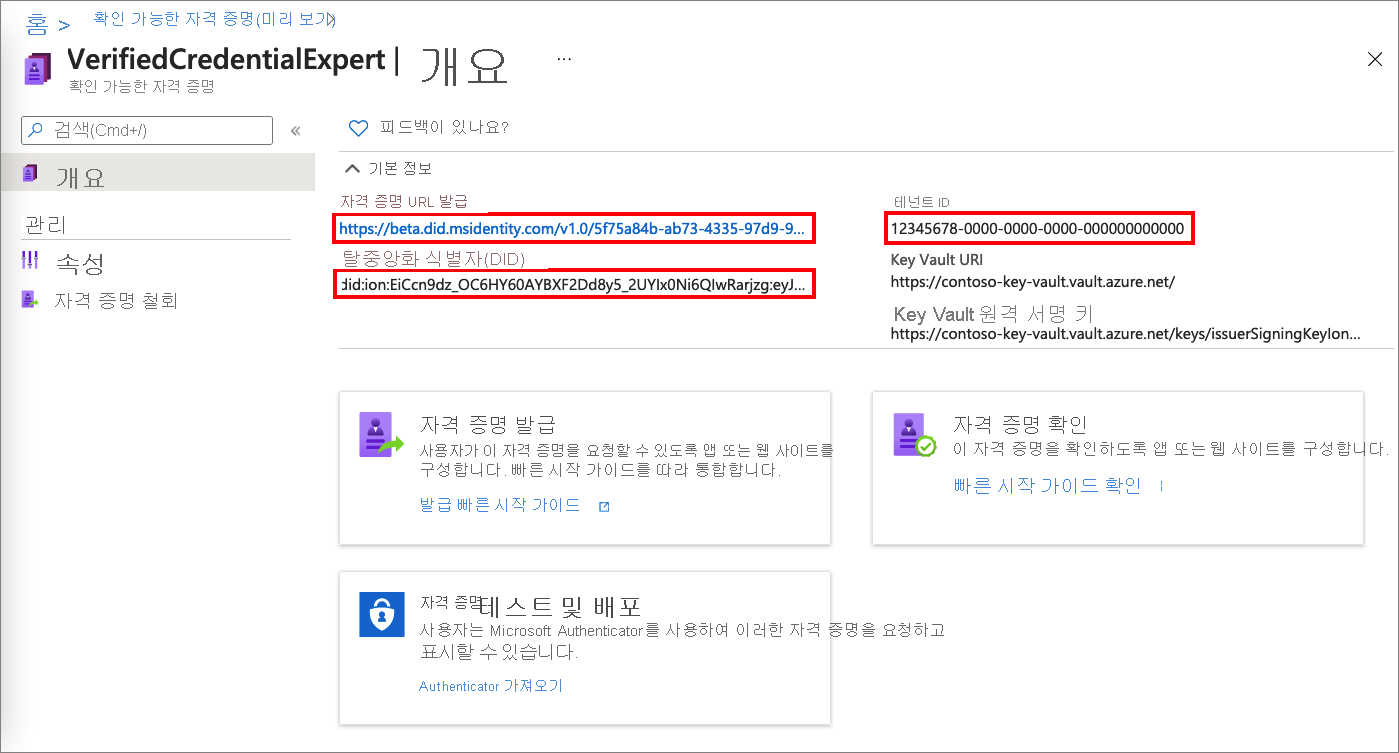 홈 > 확인 가능한 자격 증명(미리 보기)
VerifiedCredentialExpert | 개요 ...
확인 가능한 자격 증명
검색(Cmd+/)
«
개요
관리
속성
자격 증명 철회
피드백이 있나요?
기본 정보
자격 증명 URL 발급
https://beta.did.msidentity.com/v1.0/5f75a84b-ab73-4335-97d9-9...
탈중앙화 식별자(DID)
did:ion:EiCcn9dz_OC6HY60AYBXF2Dd8y5_2UYIx0Ni6QIwRarjzg:eyJ...
테넌트 ID
12345678-0000-0000-0000-000000000000
Key Vault URI
https://contoso-key-vault.vault.azure.net/
Key Vault 원격 서명 키
https://contoso-key-vault.vault.azure.net/keys/issuerSigningKeyIon...
자격 증명 발급
사용자가 이 자격 증명을 요청할 수 있도록 앱 또는 웹 사이트를
구성합니다. 빠른 시작 가이드를 따라 통합합니다.
발급 빠른 시작 가이드
자격 증명 확인
이 자격 증명을 확인하도록 앱 또는 웹 사이트를 구성합니다.
빠른 시작 가이드 확인
자격 증명 테스트 및 배포
사용자는 Microsoft Authenticator를 사용하여 이러한 자격 증명을 요청하고
표시할 수 있습니다.
Authenticator 가져오기